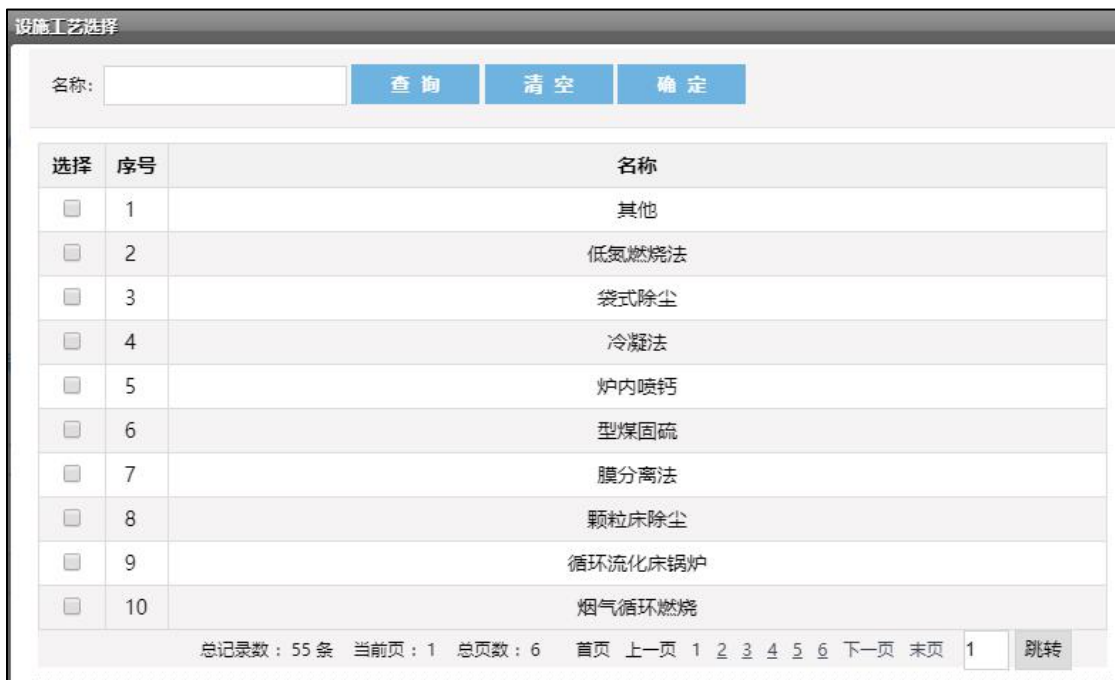 设施工艺选择
名称: 查 询 清 空 确 定
选择 序号 名称
1 其他
2 低氮燃烧法
3 袋式除尘
4 冷凝法
5 炉内喷钙
6 型煤固硫
7 膜分离法
8 颗粒床除尘
9 循环流化床锅炉
10 烟气循环燃烧
总记录数：55 条 当前页：1 总页数：6 首页 上一页 1 2 3 4 5 6 下一页 末页 1 跳转